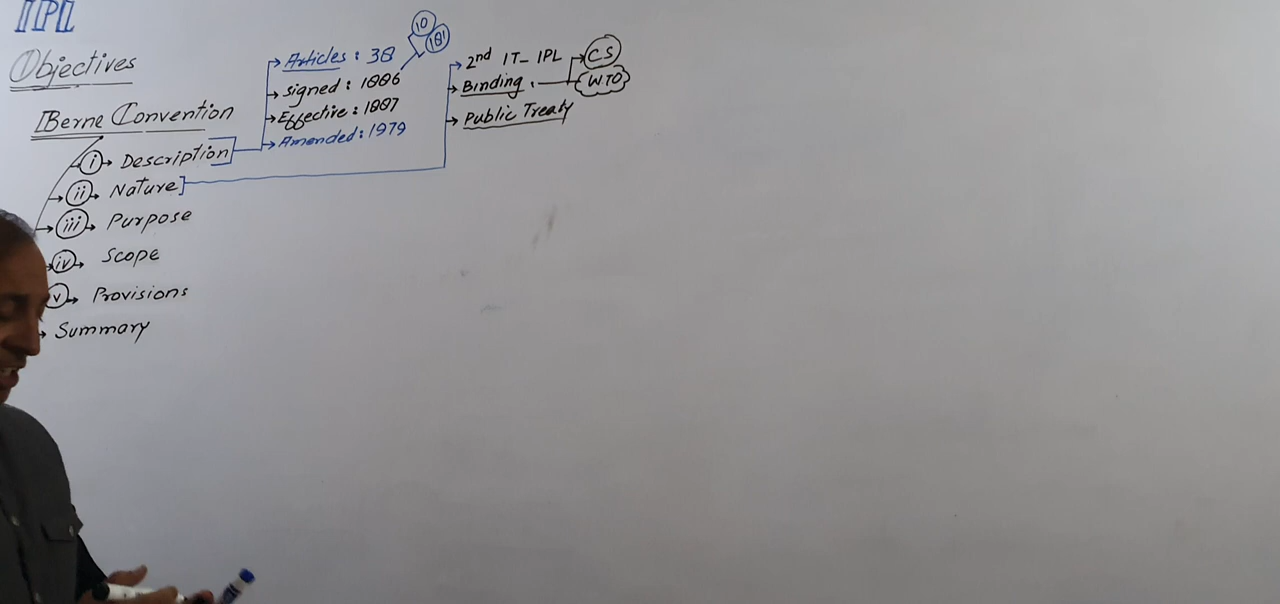 IPL
Objectives
Berne Convention
i → Description
ii → Nature
iii → Purpose
iv → Scope
v → Provisions
→ Summary
→ Articles : 38
→ Signed : 1886
→ Effective : 1887
→ Amended : 1979
10
181
→ 2nd IT- IPL
→ Binding .
→ Public Treaty
CS
WTO